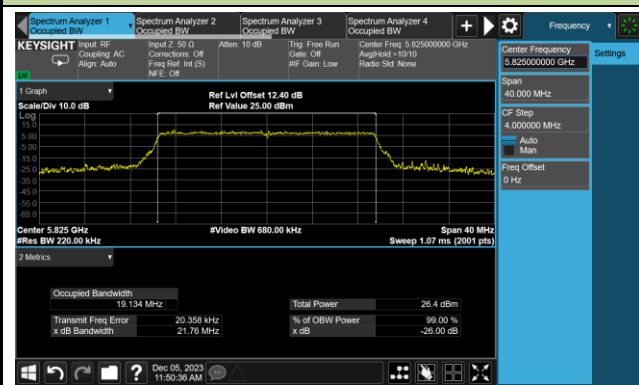 Spectrum Analyzer 1
Occupied BW
Spectrum Analyzer 2
Occupied BW
Spectrum Analyzer 3
Occupied BW
Spectrum Analyzer 4
Occupied BW
Frequency
KEYSIGHT
Input: RF
Coupling: AC
Align: Auto
Input Z: 50 Ω
Corrections: Off
Freq Ref: Int (S)
NFE: Off
Atten: 10 dB
Trig: Free Run
Gate: Off
#IF Gain: Low
Center Freq: 5.825000000 GHz
Avg|Hold:>10/10
Radio Std: None
Center Frequency
5.825000000 GHz
Settings
Span
40.000 MHz
CF Step
4.000000 MHz
Auto
Man
Freq Offset
0 Hz
1 Graph
Scale/Div 10.0 dB
Ref Lvl Offset 12.40 dB
Ref Value 25.00 dBm
Log
15.0
5.00
-5.00
-15.0
-25.0
-35.0
-45.0
-55.0
-65.0
Center 5.825 GHz
#Res BW 220.00 kHz
#Video BW 680.00 kHz
Span 40 MHz
Sweep 1.07 ms (2001 pts)
2 Metrics
Occupied Bandwidth
19.134 MHz
Total Power
26.4 dBm
Transmit Freq Error
20.358 kHz
% of OBW Power
99.00 %
x dB Bandwidth
21.76 MHz
x dB
-26.00 dB
Dec 05, 2023
11:50:36 AM